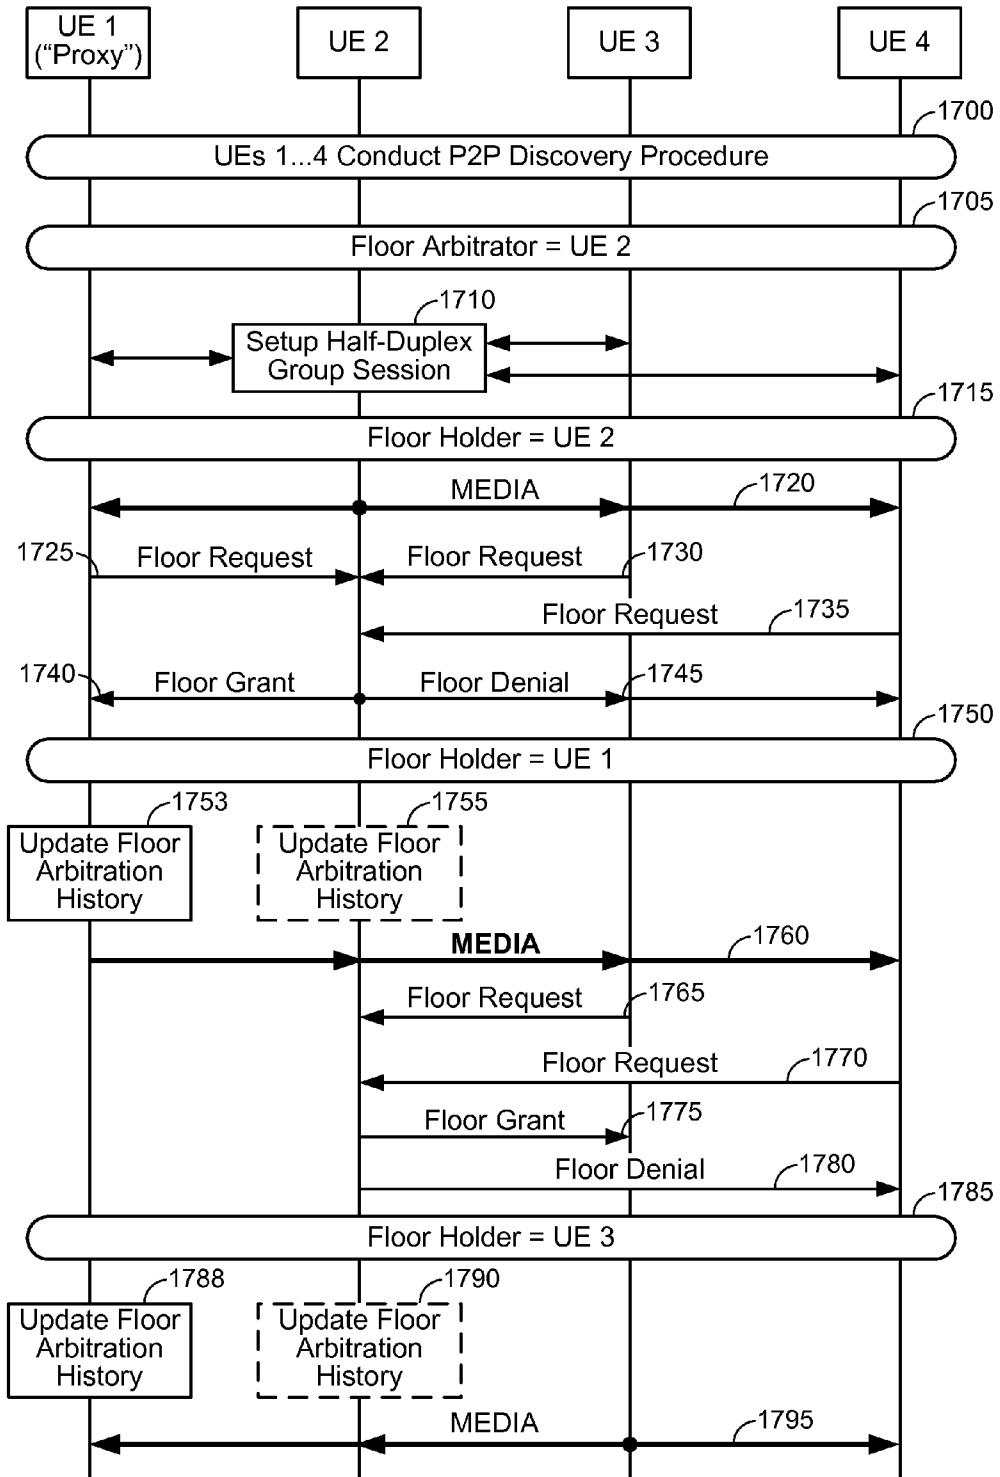 UE 1
("Proxy")
UE 2
UE 3
UE 4
1700
UEs 1...4 Conduct P2P Discovery Procedure
1705
Floor Arbitrator = UE 2
1710
Setup Half-Duplex
Group Session
1715
Floor Holder = UE 2
MEDIA
1720
1725
Floor Request
Floor Request
1730
Floor Request
1735
1740
Floor Grant
Floor Denial
1745
1750
Floor Holder = UE 1
1753
Update Floor
Arbitration
History
1755
Update Floor
Arbitration
History
MEDIA
1760
Floor Request
1765
Floor Request
1770
Floor Grant
1775
Floor Denial
1780
1785
Floor Holder = UE 3
1788
Update Floor
Arbitration
History
1790
Update Floor
Arbitration
History
MEDIA
1795